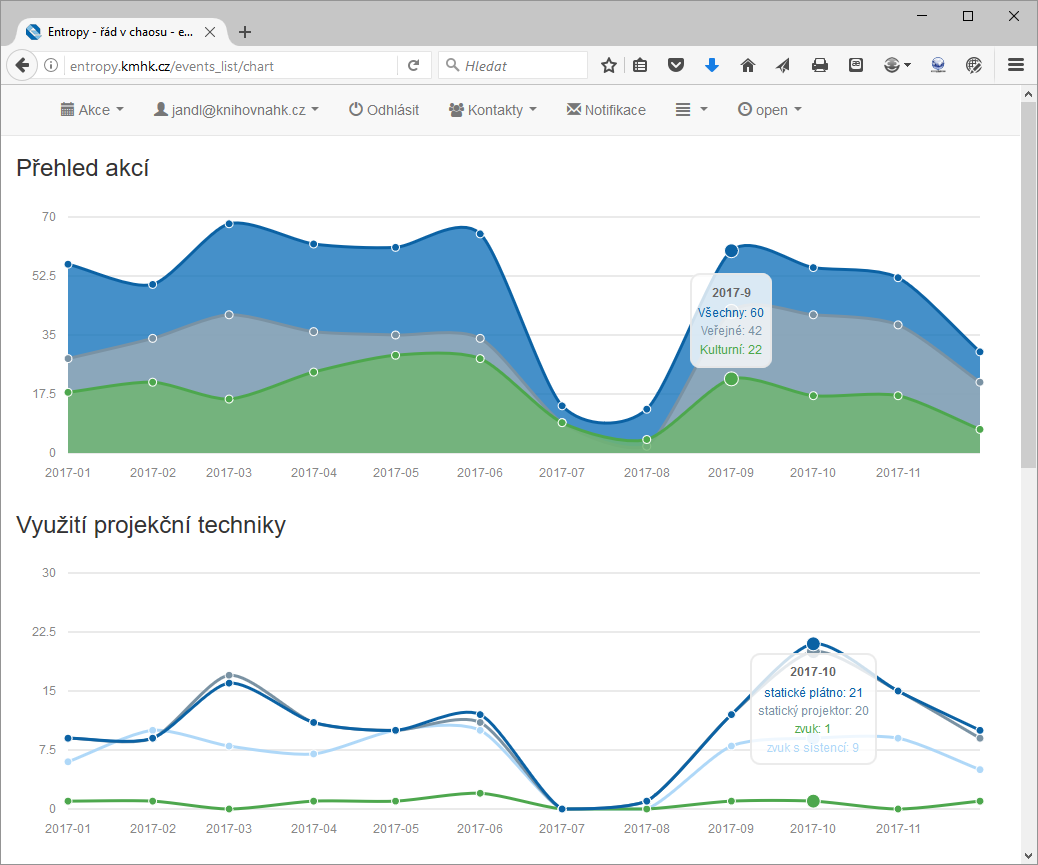 Entropy - řád v chaosu - e...
entropy.kmhk.cz/events_list/chart
Hledat
Akce jandl@knihovnahk.cz Odhlásit Kontakty Notifikace open
Přehled akcí
70
52.5
35
17.5
0
2017-9
Všechny: 60
Veřejné: 42
Kulturní: 22
2017-01 2017-02 2017-03 2017-04 2017-05 2017-06 2017-07 2017-08 2017-09 2017-10 2017-11
Využití projekční techniky
30
22.5
15
7.5
0
2017-10
statické plátno: 21
statický projektor: 20
zvuk: 1
zvuk s sistencí: 9
2017-01 2017-02 2017-03 2017-04 2017-05 2017-06 2017-07 2017-08 2017-09 2017-10 2017-11